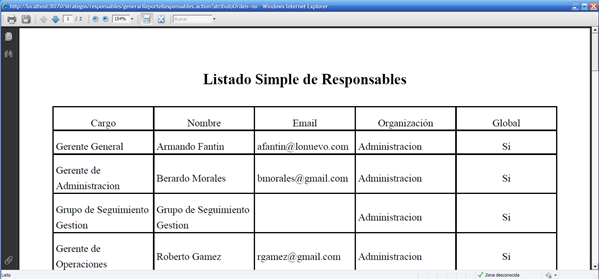 http://localhost:8070/Strategos/responsables/generarReporteResponsables.action?atributoOrden=no - Windows Internet Explorer
1 / 2 154% Buscar
Listado Simple de Responsables
Cargo Nombre Email Organización Global
Gerente General Armando Fantin afantin@lonuevo.com Administracion Si
Gerente de
Administracion Berardo Morales bmorales@gmail.com Administracion Si
Grupo de Seguimiento Grupo de Seguimiento
Gestion Gestion Administracion Si
Gerente de
Operaciones Roberto Gamez rgamez@gmail.com Administracion Si
Listo Zona desconocida